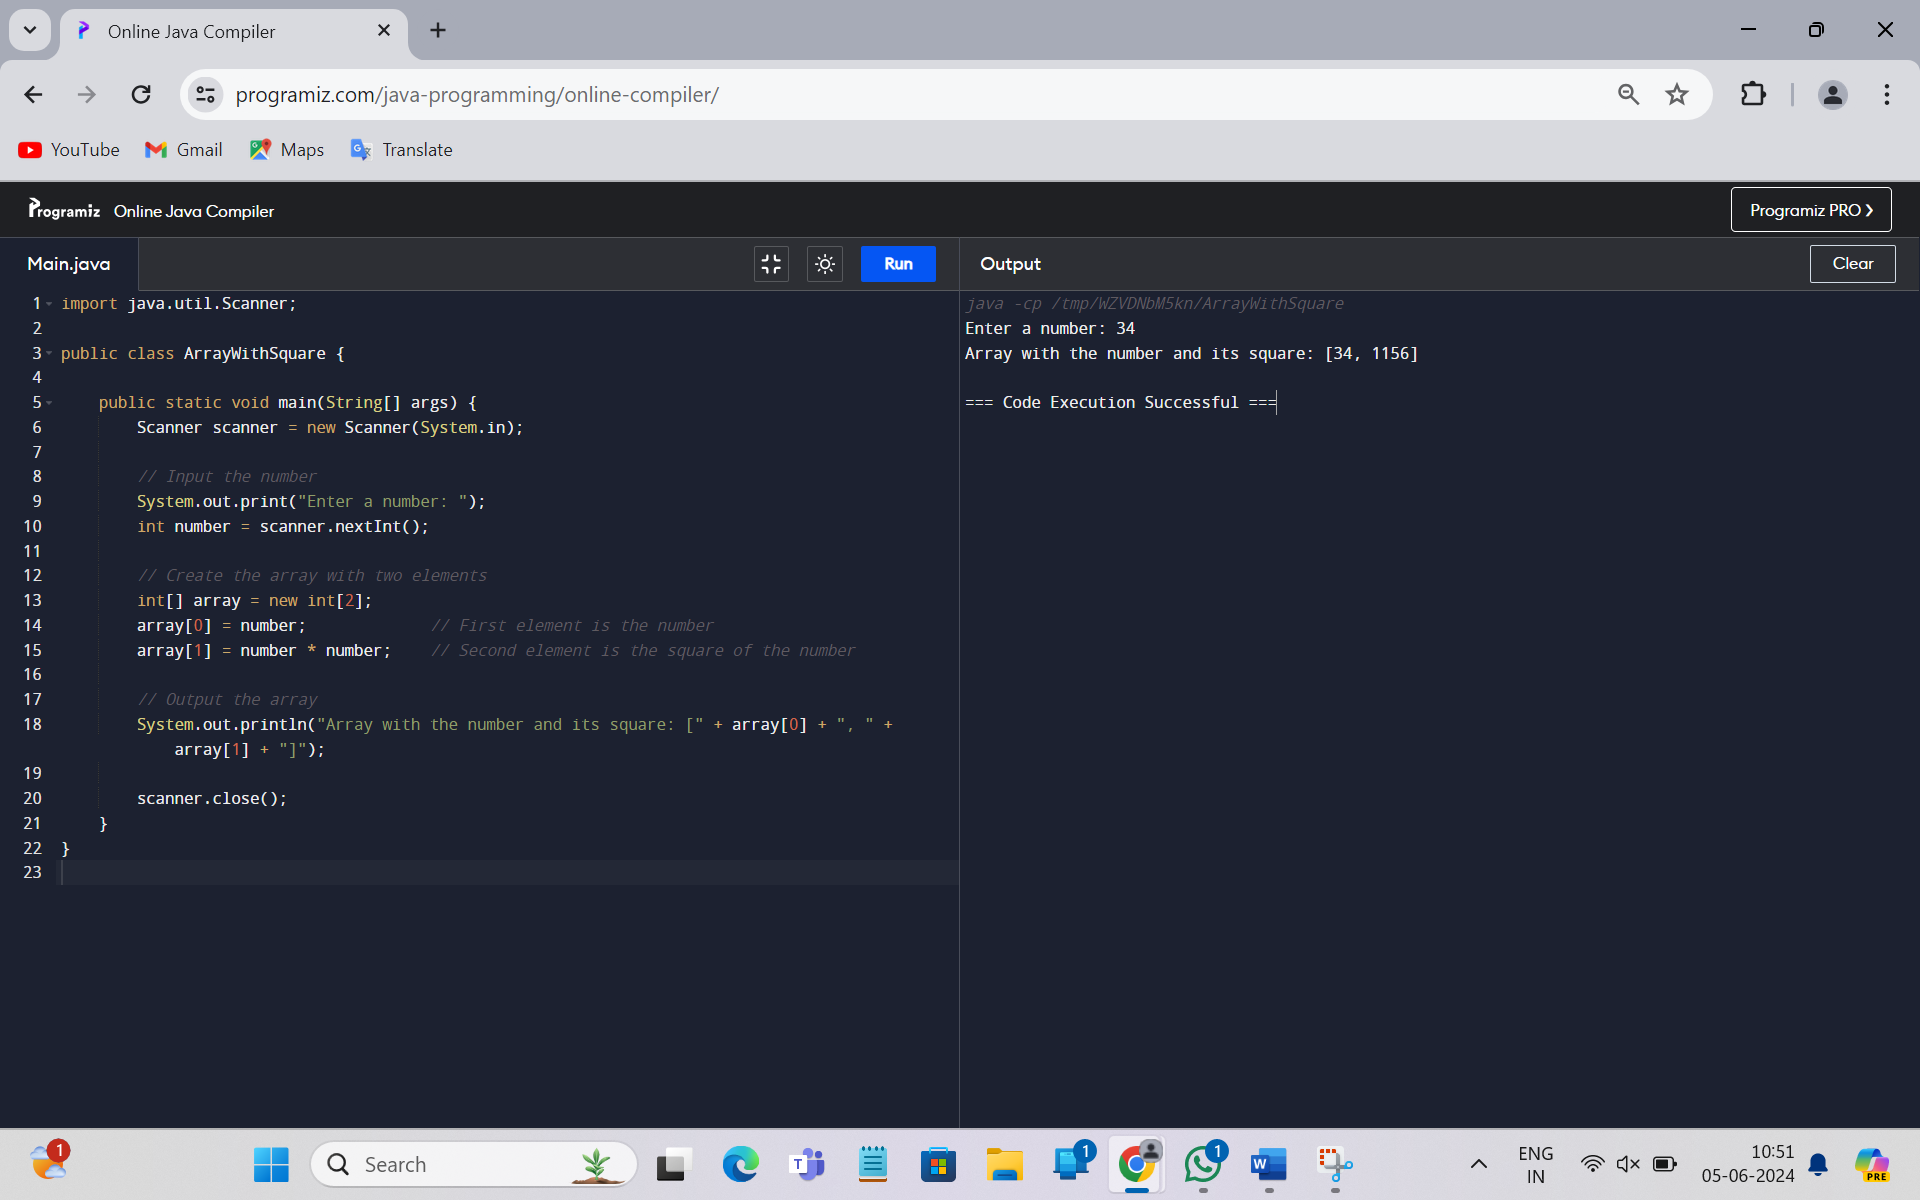 Online Java Compiler
programiz.com/java-programming/online-compiler/
YouTube Gmail Maps Translate
Programiz Online Java Compiler Programiz PRO
Main.java Run Output Clear
1 import java.util.Scanner;
2
3 public class ArrayWithSquare {
4
5     public static void main(String[] args) {
6         Scanner scanner = new Scanner(System.in);
7
8         // Input the number
9         System.out.print("Enter a number: ");
10         int number = scanner.nextInt();
11
12         // Create the array with two elements
13         int[] array = new int[2];
14         array[0] = number;             // First element is the number
15         array[1] = number * number;    // Second element is the square of the number
16
17         // Output the array
18         System.out.println("Array with the number and its square: [" + array[0] + ", " +
            array[1] + "]");
19
20         scanner.close();
21     }
22 }
23
java -cp /tmp/WZVDNbM5kn/ArrayWithSquare
Enter a number: 34
Array with the number and its square: [34, 1156]
=== Code Execution Successful ===
1
Search
T
1
1
W
ENG
IN
10:51
05-06-2024
PRE